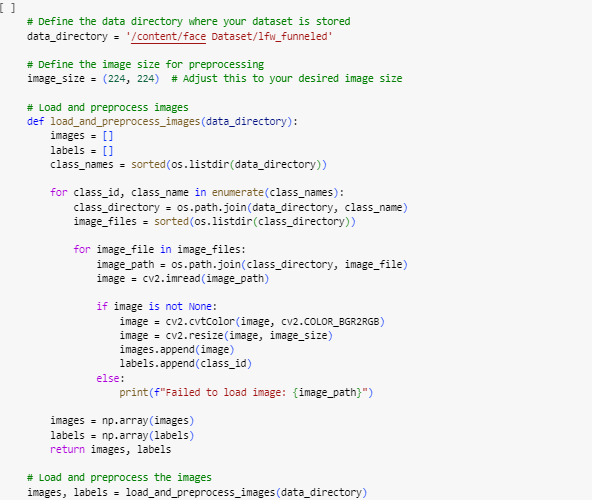 [ ]
# Define the data directory where your dataset is stored
data_directory = '/content/face Dataset/lfw_funneled'

# Define the image size for preprocessing
image_size = (224, 224)  # Adjust this to your desired image size

# Load and preprocess images
def load_and_preprocess_images(data_directory):
    images = []
    labels = []
    class_names = sorted(os.listdir(data_directory))

    for class_id, class_name in enumerate(class_names):
        class_directory = os.path.join(data_directory, class_name)
        image_files = sorted(os.listdir(class_directory))

        for image_file in image_files:
            image_path = os.path.join(class_directory, image_file)
            image = cv2.imread(image_path)

            if image is not None:
                image = cv2.cvtColor(image, cv2.COLOR_BGR2RGB)
                image = cv2.resize(image, image_size)
                images.append(image)
                labels.append(class_id)
            else:
                print(f"Failed to load image: {image_path}")

    images = np.array(images)
    labels = np.array(labels)
    return images, labels

# Load and preprocess the images
images, labels = load_and_preprocess_images(data_directory)